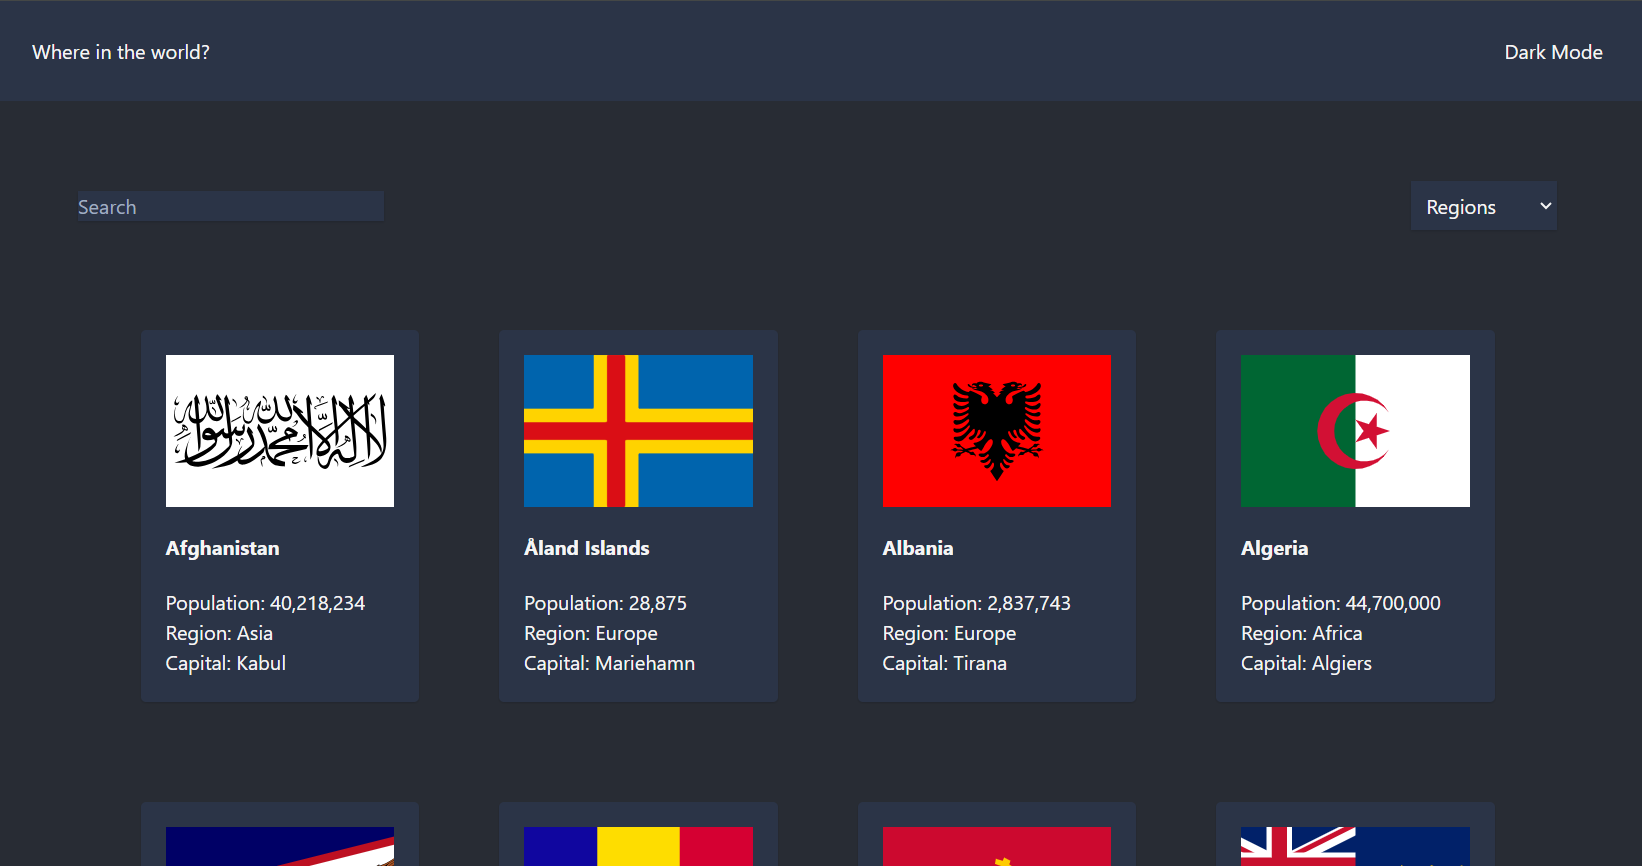 Where in the world?
Dark Mode
Search
Regions
لا إله إلا الله محمد رسول الله
Afghanistan
Population: 40,218,234
Region: Asia
Capital: Kabul
Åland Islands
Population: 28,875
Region: Europe
Capital: Mariehamn
Albania
Population: 2,837,743
Region: Europe
Capital: Tirana
Algeria
Population: 44,700,000
Region: Africa
Capital: Algiers